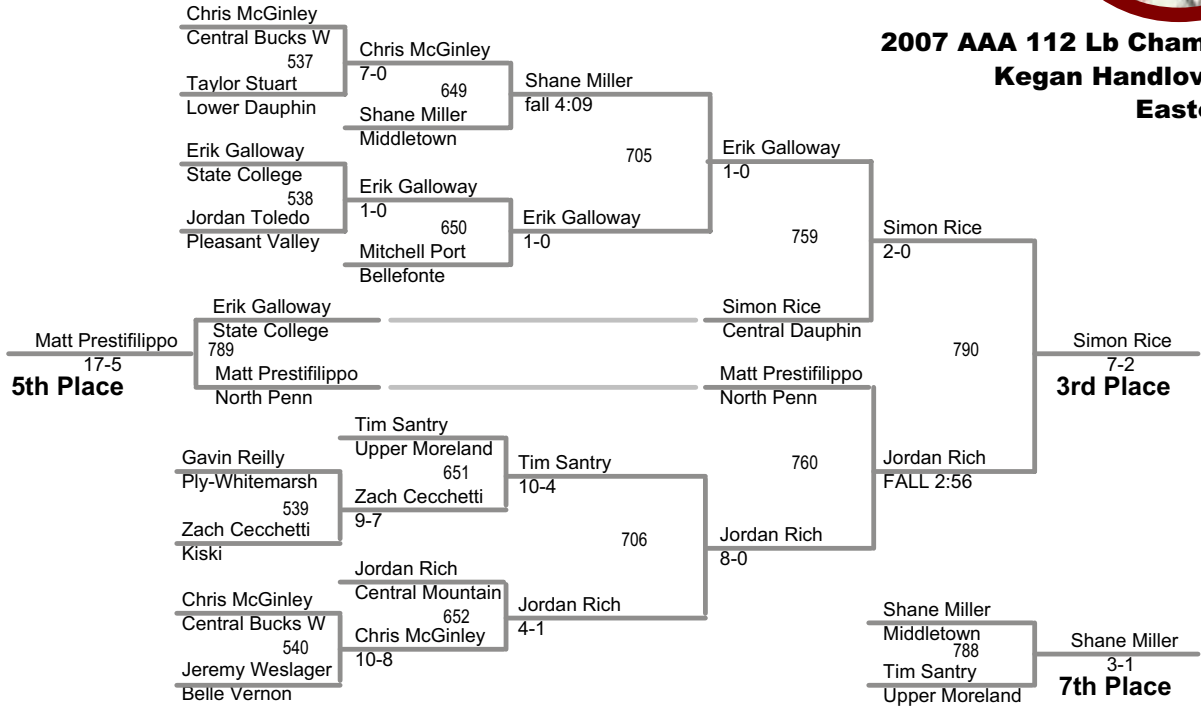 Chris McGinley
Central Bucks W
537
Taylor Stuart
Lower Dauphin
Chris McGinley
7-0
649
Shane Miller
Middletown
Shane Miller
fall 4:09
2007 AAA 112 Lb Cham
Kegan Handlov
Easte
Erik Galloway
State College
538
Jordan Toledo
Pleasant Valley
Erik Galloway
1-0
650
Mitchell Port
Bellefonte
Erik Galloway
1-0
705
Erik Galloway
1-0
759
Simon Rice
Central Dauphin
Simon Rice
2-0
Erik Galloway
State College
789
Matt Prestifilippo
North Penn
Matt Prestifilippo
17-5
5th Place
Matt Prestifilippo
North Penn
790
Simon Rice
7-2
3rd Place
Tim Santry
Upper Moreland
651
Gavin Reilly
Ply-Whitemarsh
539
Zach Cecchetti
Kiski
Zach Cecchetti
9-7
Tim Santry
10-4
760
Jordan Rich
FALL 2:56
706
Jordan Rich
8-0
Jordan Rich
Central Mountain
652
Chris McGinley
Central Bucks W
540
Jeremy Weslager
Belle Vernon
Chris McGinley
10-8
Jordan Rich
4-1
Shane Miller
Middletown
788
Tim Santry
Upper Moreland
Shane Miller
3-1
7th Place